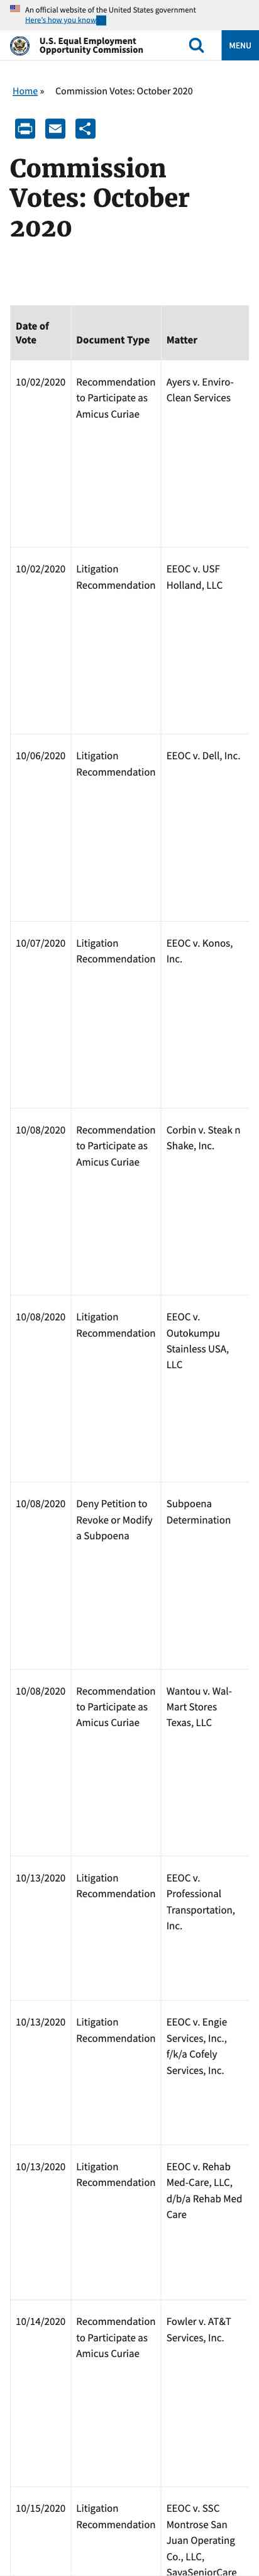 An official website of the United States government
Here's how you know
U.S. Equal Employment
Opportunity Commission
MENU
Home » Commission Votes: October 2020
Commission
Votes: October
2020
Date of
Vote
Document Type
Matter
10/02/2020
Recommendation
to Participate as
Amicus Curiae
Ayers v. Enviro-
Clean Services
10/02/2020
Litigation
Recommendation
EEOC v. USF
Holland, LLC
10/06/2020
Litigation
Recommendation
EEOC v. Dell, Inc.
10/07/2020
Litigation
Recommendation
EEOC v. Konos,
Inc.
10/08/2020
Recommendation
to Participate as
Amicus Curiae
Corbin v. Steak n
Shake, Inc.
10/08/2020
Litigation
Recommendation
EEOC v.
Outokumpu
Stainless USA,
LLC
10/08/2020
Deny Petition to
Revoke or Modify
a Subpoena
Subpoena
Determination
10/08/2020
Recommendation
to Participate as
Amicus Curiae
Wantou v. Wal-
Mart Stores
Texas, LLC
10/13/2020
Litigation
Recommendation
EEOC v.
Professional
Transportation,
Inc.
10/13/2020
Litigation
Recommendation
EEOC v. Engie
Services, Inc.,
f/k/a Cofely
Services, Inc.
10/13/2020
Litigation
Recommendation
EEOC v. Rehab
Med-Care, LLC,
d/b/a Rehab Med
Care
10/14/2020
Recommendation
to Participate as
Amicus Curiae
Fowler v. AT&T
Services, Inc.
10/15/2020
Litigation
Recommendation
EEOC v. SSC
Montrose San
Juan Operating
Co., LLC,
SavaSeniorCare